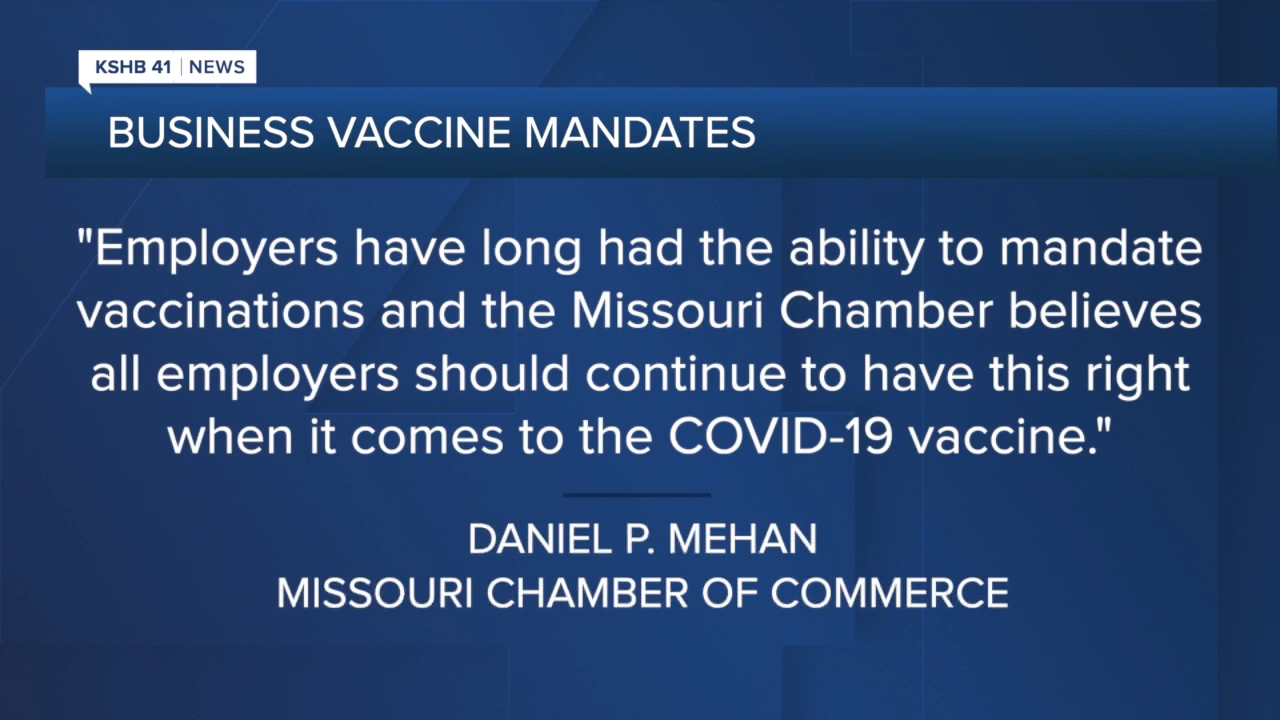 KSHB 41 | NEWS
BUSINESS VACCINE MANDATES
"Employers have long had the ability to mandate
vaccinations and the Missouri Chamber believes
all employers should continue to have this right
when it comes to the COVID-19 vaccine."
DANIEL P. MEHAN
MISSOURI CHAMBER OF COMMERCE